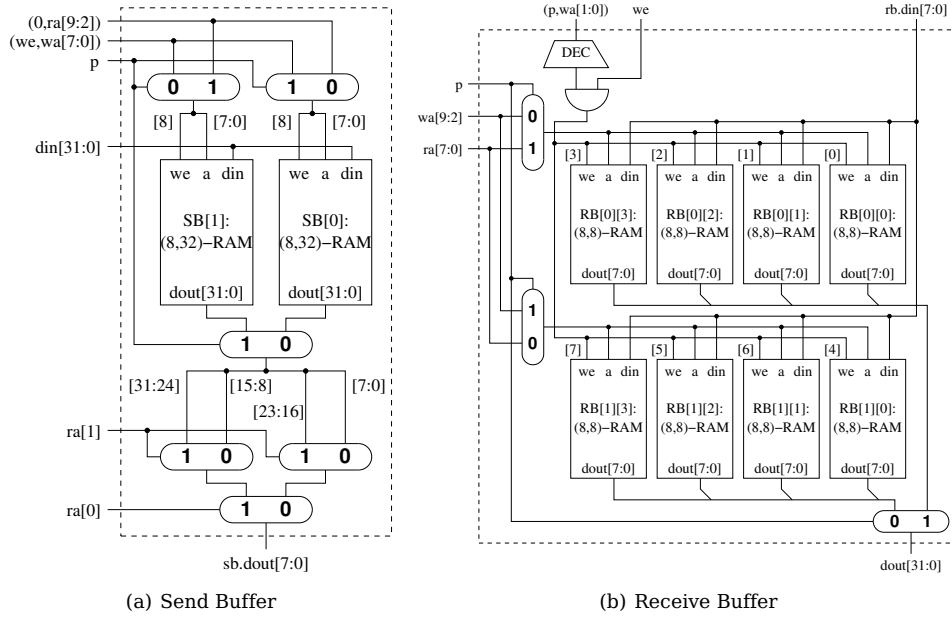 (0,ra[9:2])
(we,wa[7:0])
p
0 1
1 0
[8] [7:0] [8] [7:0]
din[31:0]
we a din
SB[1]:
(8,32)−RAM
dout[31:0]
we a din
SB[0]:
(8,32)−RAM
dout[31:0]
1 0
[31:24] [15:8] [7:0]
[23:16]
ra[1]
1 0
1 0
ra[0]
1 0
sb.dout[7:0]
(a) Send Buffer
(p,wa[1:0]) we rb.din[7:0]
DEC
p
wa[9:2]
ra[7:0]
0
1
[3] [2] [1] [0]
we a din
RB[0][3]:
(8,8)−RAM
dout[7:0]
we a din
RB[0][2]:
(8,8)−RAM
dout[7:0]
we a din
RB[0][1]:
(8,8)−RAM
dout[7:0]
we a din
RB[0][0]:
(8,8)−RAM
dout[7:0]
1
0
[7] [5] [6] [4]
we a din
RB[1][3]:
(8,8)−RAM
dout[7:0]
we a din
RB[1][2]:
(8,8)−RAM
dout[7:0]
we a din
RB[1][1]:
(8,8)−RAM
dout[7:0]
we a din
RB[1][0]:
(8,8)−RAM
dout[7:0]
0 1
dout[31:0]
(b) Receive Buffer